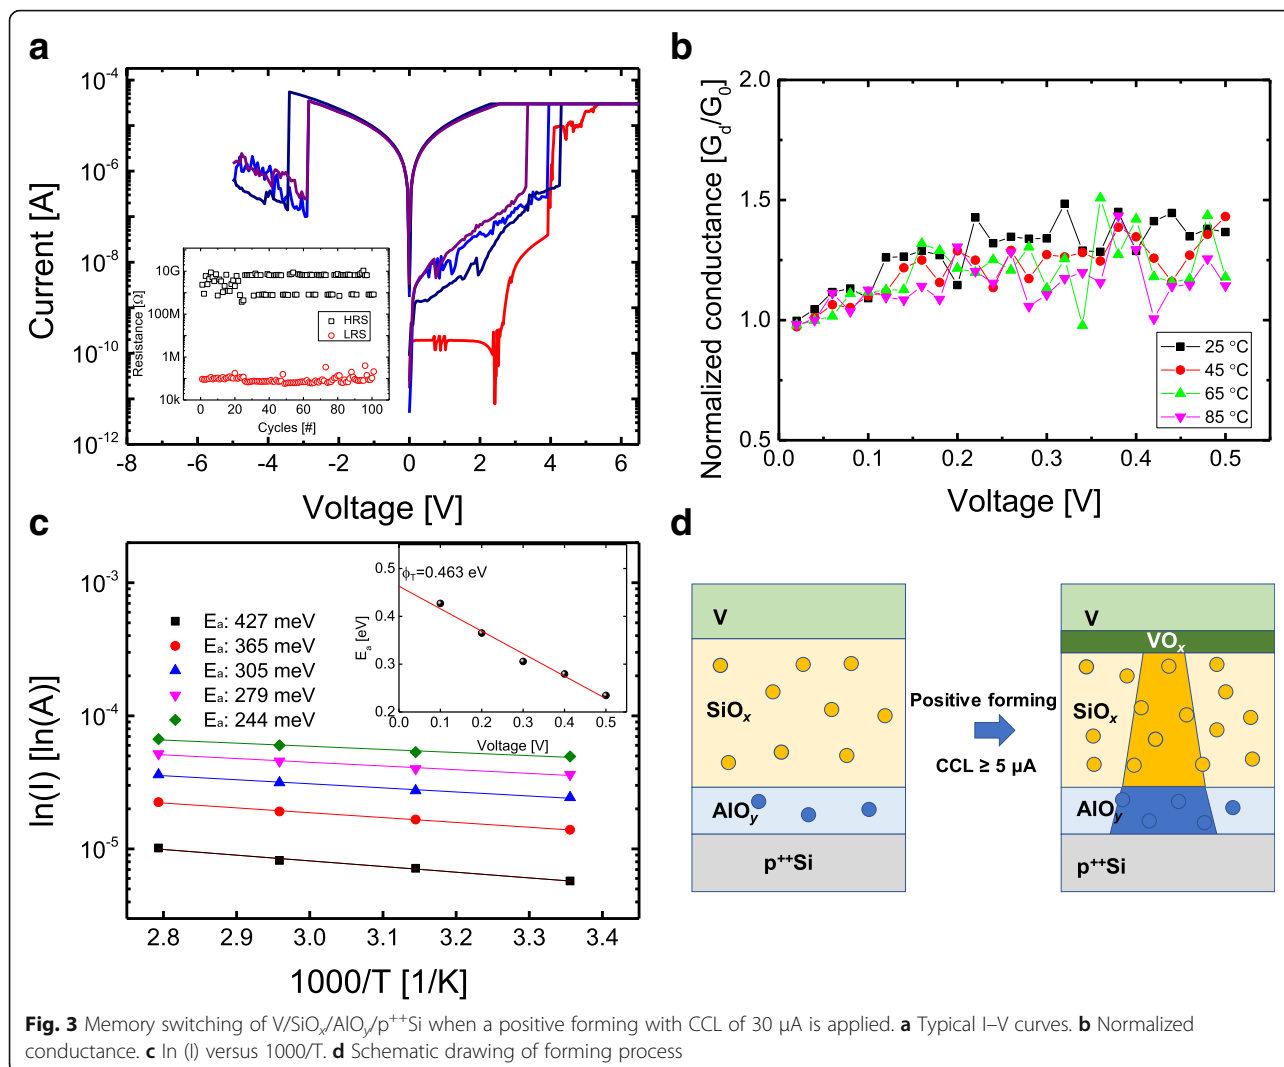 a
10⁻⁴
10⁻⁶
10⁻⁸
10⁻¹⁰
10⁻¹²
Current [A]
-8 -6 -4 -2 0 2 4 6
Voltage [V]
10G
100M
1M
10k
Resistance [Ω]
HRS
LRS
0 20 40 60 80 100
Cycles [#]
b
2.0
1.5
1.0
0.5
Normalized conductance [G_d/G_0]
25 °C
45 °C
65 °C
85 °C
0.0 0.1 0.2 0.3 0.4 0.5
Voltage [V]
c
10⁻³
10⁻⁴
10⁻⁵
ln(I) [ln(A)]
Eₐ: 427 meV
Eₐ: 365 meV
Eₐ: 305 meV
Eₐ: 279 meV
Eₐ: 244 meV
0.5
0.4
0.3
0.2
Eₐ [eV]
ϕ_T=0.463 eV
0.0 0.1 0.2 0.3 0.4 0.5
Voltage [V]
2.8 2.9 3.0 3.1 3.2 3.3 3.4
1000/T [1/K]
d
V
SiOₓ
AlO_y
p⁺⁺Si
Positive forming
CCL ≥ 5 µA
V
VOₓ
SiOₓ
AlO_y
p⁺⁺Si
Fig. 3 Memory switching of V/SiOₓ/AlO_y/p⁺⁺Si when a positive forming with CCL of 30 μA is applied. a Typical I–V curves. b Normalized
conductance. c ln (I) versus 1000/T. d Schematic drawing of forming process